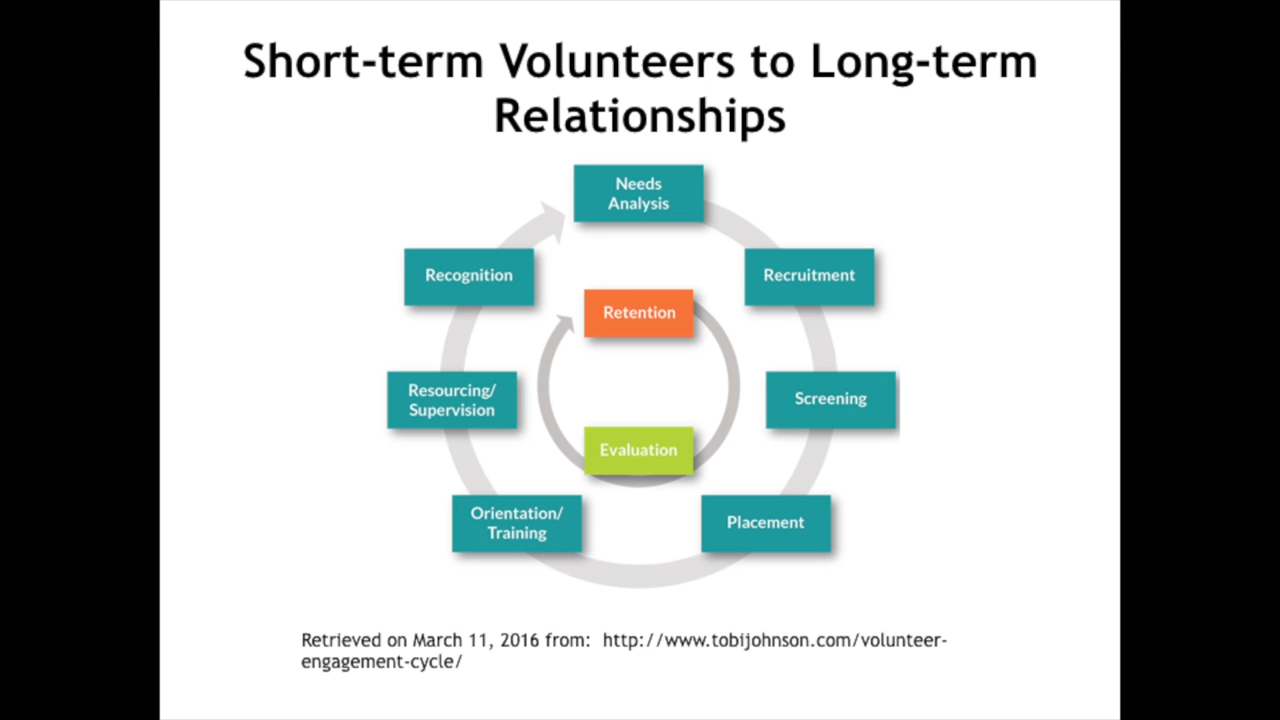 Short-term Volunteers to Long-term
Relationships
Needs
Analysis
Recruitment
Screening
Placement
Orientation/
Training
Resourcing/
Supervision
Recognition
Retention
Evaluation
Retrieved on March 11, 2016 from:  http://www.tobijohnson.com/volunteer-
engagement-cycle/